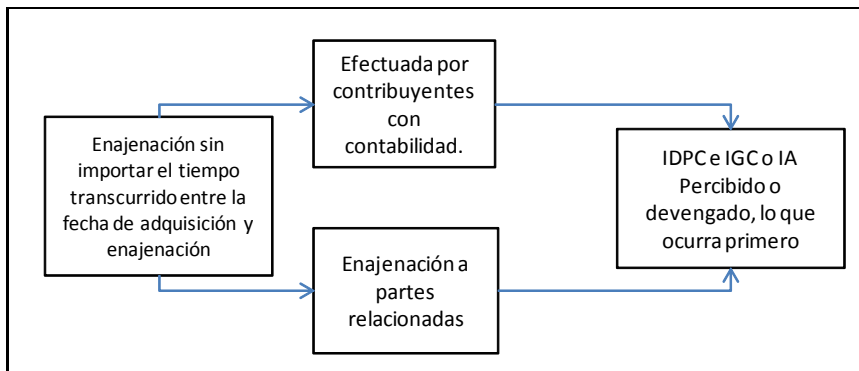 Enajenación sin
importar el tiempo
transcurrido entre la
fecha de adquisición y
enajenación
Efectuada por
contribuyentes
con
contabilidad.
Enajenación a
partes
relacionadas
IDPC e IGC o IA
Percibido o
devengado, lo que
ocurra primero